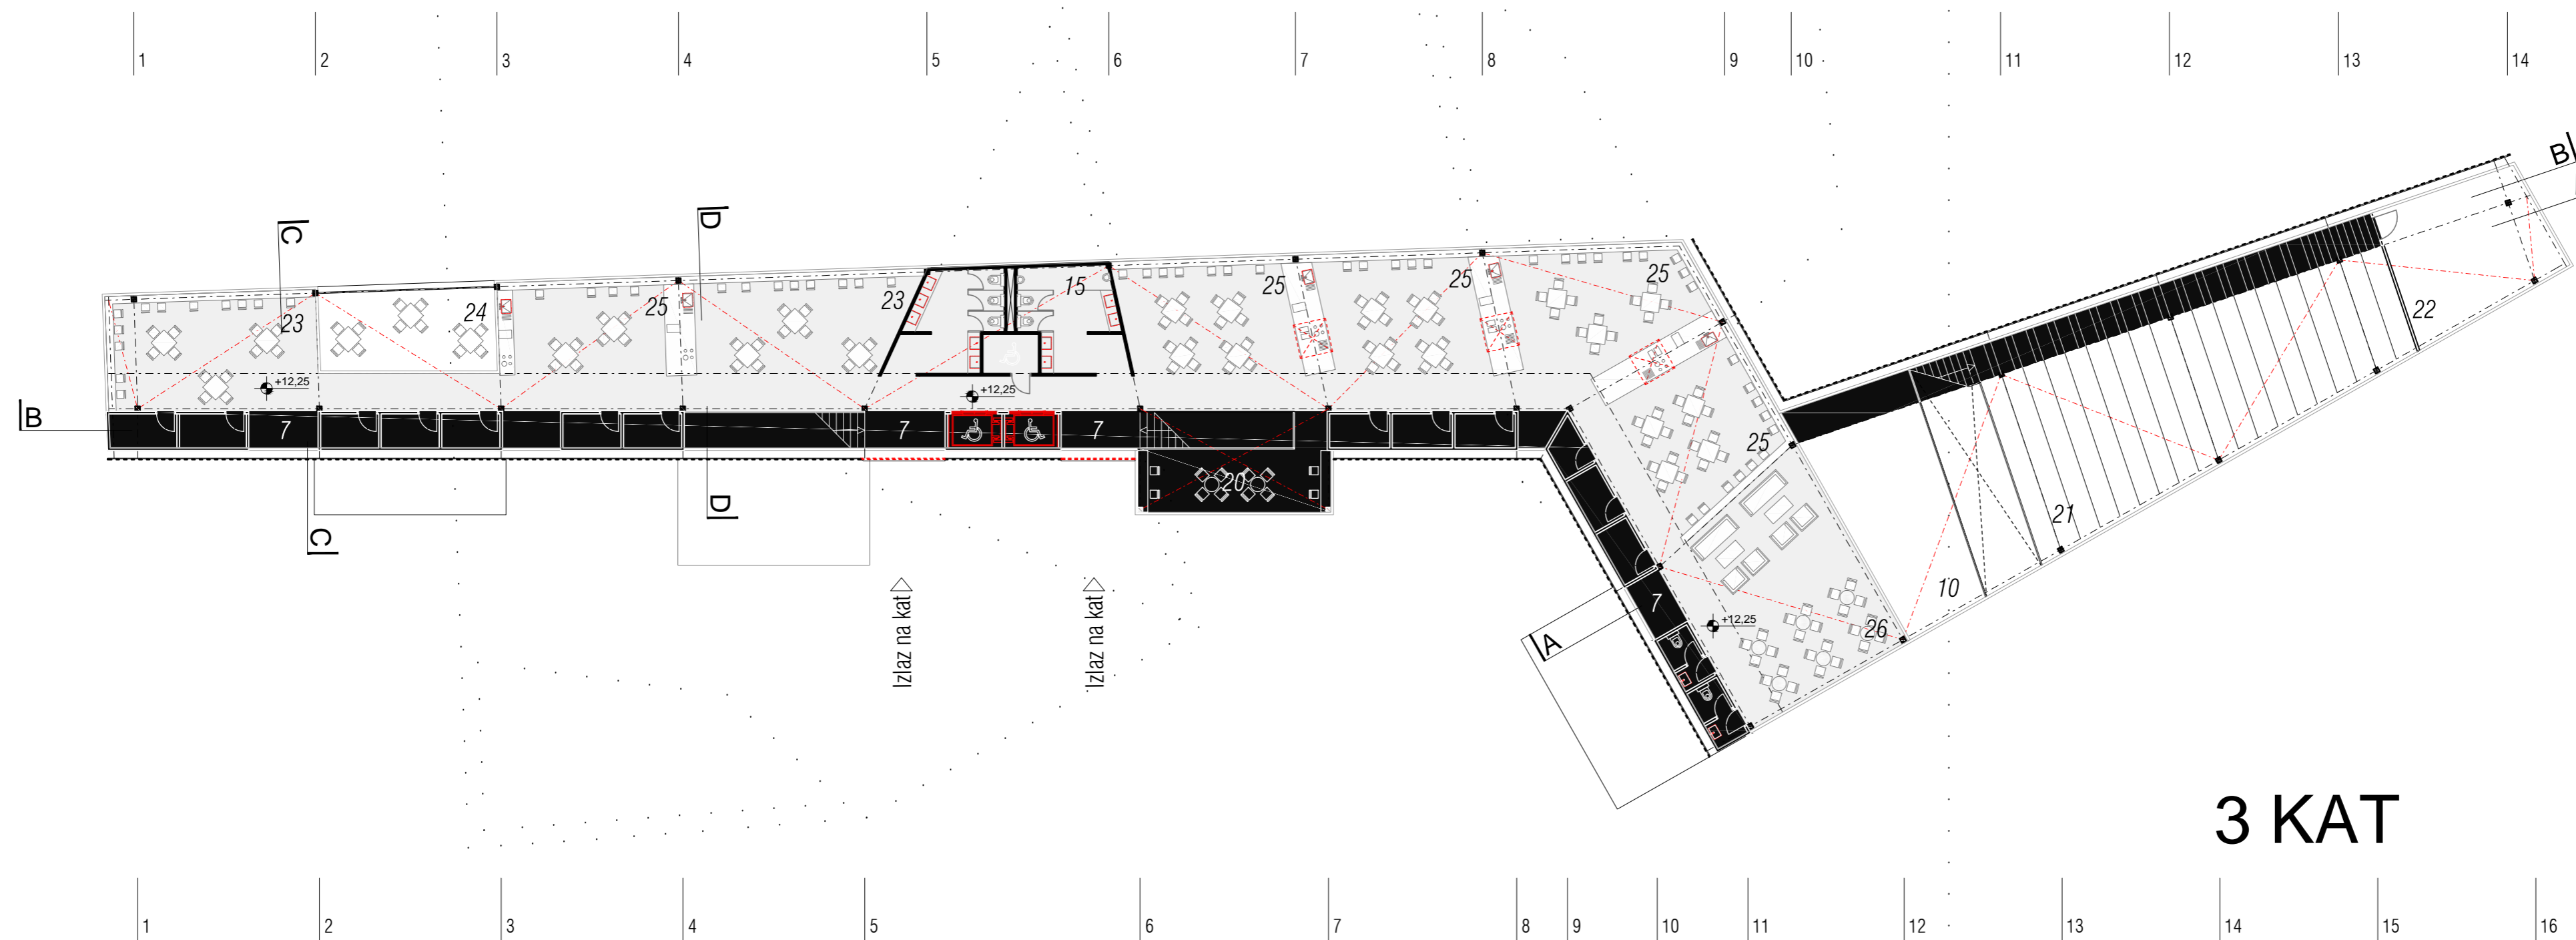 1 2 3 4 5 6 7 8 9 10 11 12 13 14
B
C D
15
25 25 25
24 25 23
23
22
+12,25 +12,25
B
7 7 7
25
20
21
D
C
10
7
+12,25
26
A
Izlaz na kat Izlaz na kat
3 KAT
1 2 3 4 5 6 7 8 9 10 11 12 13 14 15 16